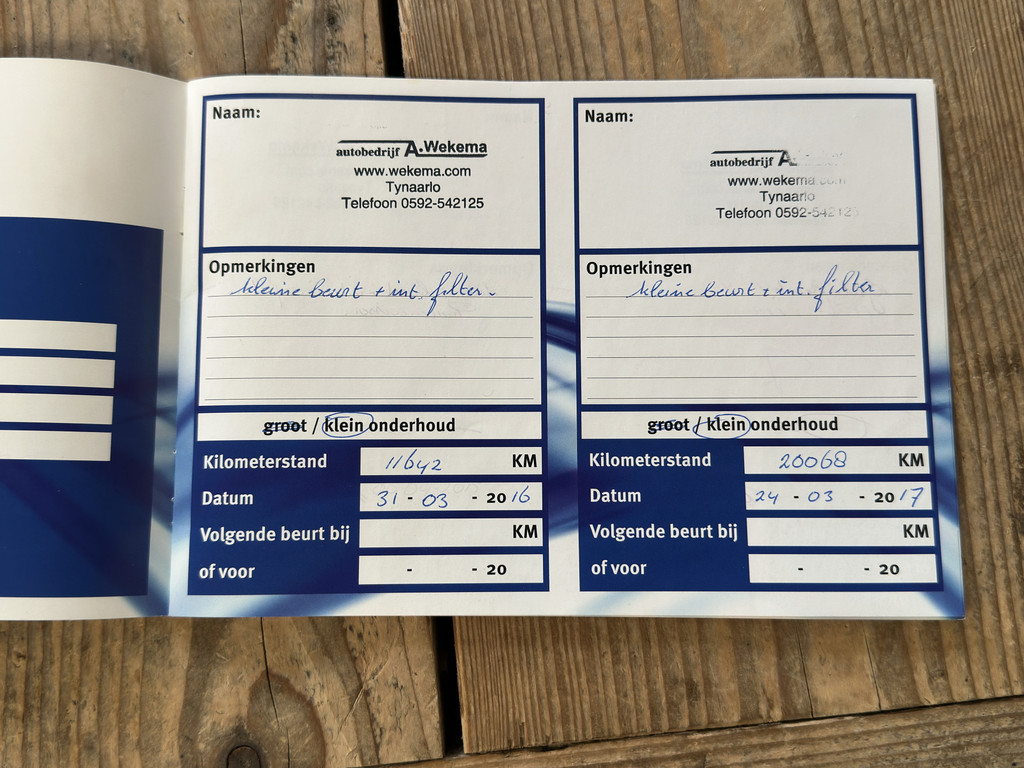 Naam:
autobedrijf A.Wekema
www.wekema.com
Tynaarlo
Telefoon 0592-542125
Opmerkingen
kleine beurt + int. filter.
groot / klein onderhoud
Kilometerstand 11642 KM
Datum 31 - 03 - 2016
Volgende beurt bij KM
of voor - - 20
Naam:
autobedrijf A.
www.wekema.com
Tynaarlo
Telefoon 0592-542125
Opmerkingen
kleine beurt + int. filter
groot / klein onderhoud
Kilometerstand 20068 KM
Datum 24 - 03 - 2017
Volgende beurt bij KM
of voor - - 20